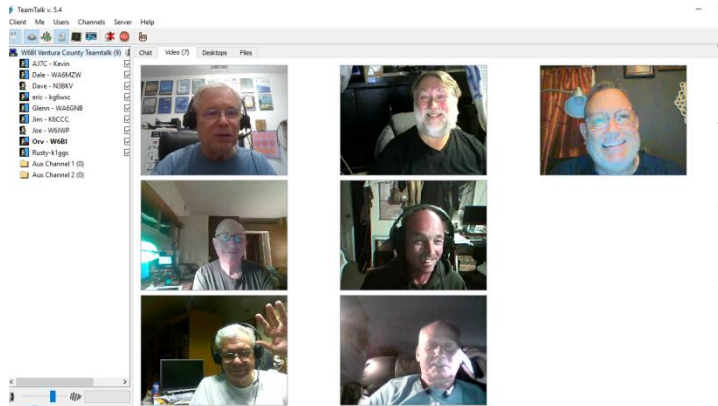 TeamTalk v. 5.4
Client Me Users Channels Server Help
W6BI Ventura County Teamtalk (9)
AJ7C - Kevin
Dale - WA6MZW
Dave - N3BKV
eric - kg6wxc
Glenn - WA6GNB
Jim - K6CCC
Joe - W6JWP
Orv - W6BI
Rusty-k1ggs
Aux Channel 1 (0)
Aux Channel 2 (0)
Chat Video (7) Desktops Files